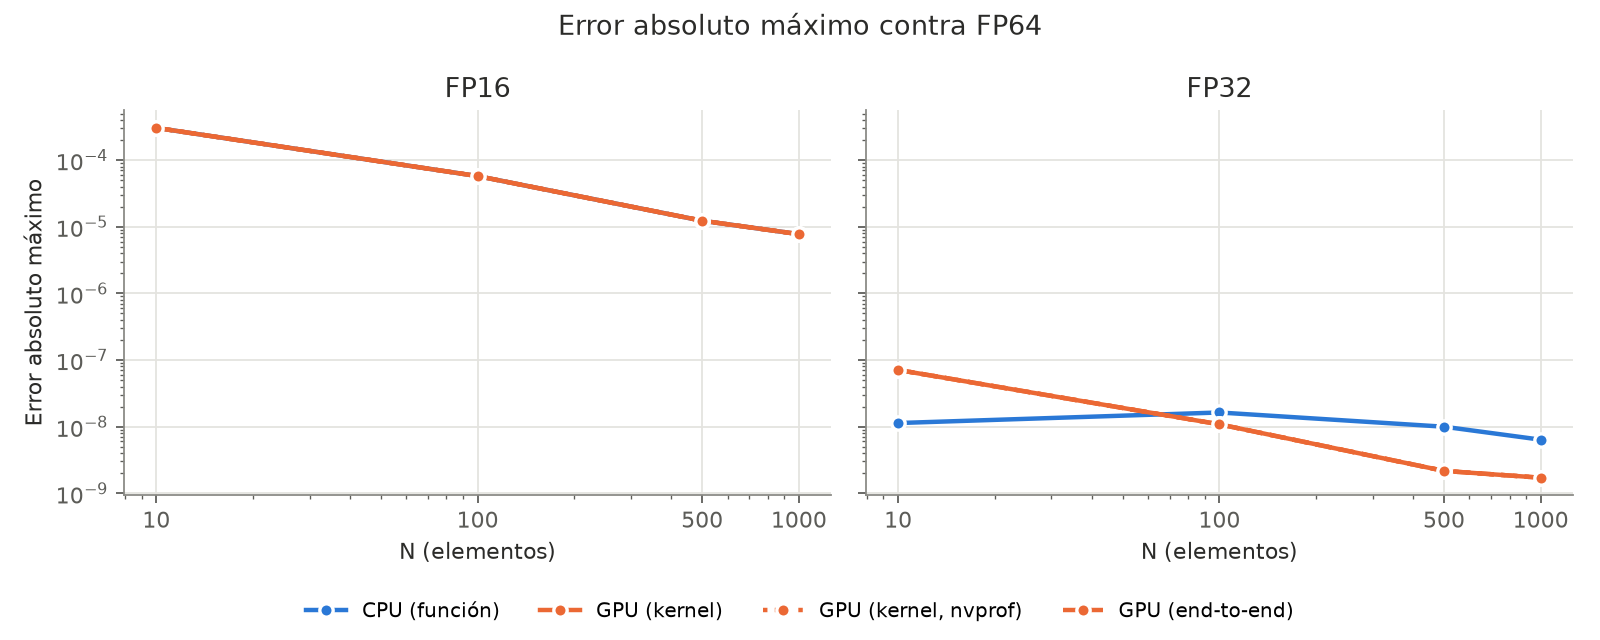 Error absoluto máximo contra FP64
FP16
FP32
Error absoluto máximo
10⁻⁴
10⁻⁵
10⁻⁶
10⁻⁷
10⁻⁸
10⁻⁹
10 100 500 1000
10 100 500 1000
N (elementos)
N (elementos)
CPU (función) GPU (kernel) GPU (kernel, nvprof) GPU (end-to-end)